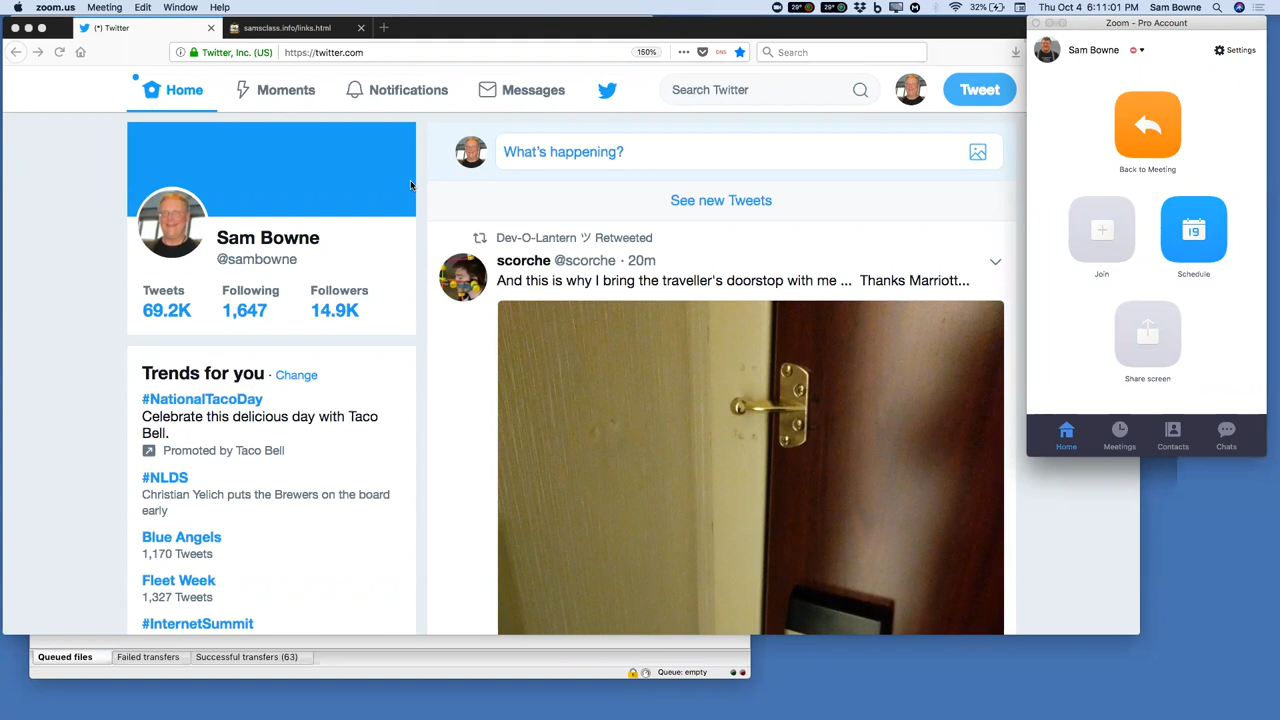 zoom.us Meeting Edit Window Help
29° 29° 32% Thu Oct 4 6:11:01 PM Sam Bowne
(*) Twitter
samsclass.info/links.html
Twitter, Inc. (US) https://twitter.com 150% Search
Home Moments Notifications Messages Search Twitter Tweet
What's happening?
See new Tweets
Sam Bowne
@sambowne
Tweets Following Followers
69.2K 1,647 14.9K
Trends for you · Change
#NationalTacoDay
Celebrate this delicious day with Taco
Bell.
Promoted by Taco Bell
#NLDS
Christian Yelich puts the Brewers on the board
early
Blue Angels
1,170 Tweets
Fleet Week
1,327 Tweets
#InternetSummit
Dev-O-Lantern ツ Retweeted
scorche @scorche · 20m
And this is why I bring the traveller's doorstop with me ... Thanks Marriott...
Zoom - Pro Account
Sam Bowne Settings
Back to Meeting
19
Join Schedule
Share screen
Home Meetings Contacts Chats
Queued files Failed transfers Successful transfers (63)
Queue: empty